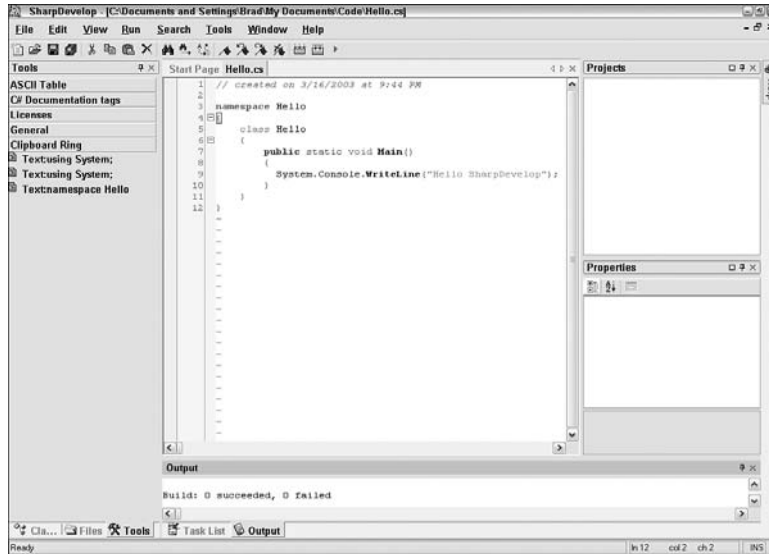 SharpDevelop - [C:\Documents and Settings\Brad\My Documents\Code\Hello.cs]
File Edit View Run Search Tools Window Help
Tools
ASCII Table
C# Documentation tags
Licenses
General
Clipboard Ring
Text:using System;
Text:using System;
Text:namespace Hello
Start Page Hello.cs
1 // created on 3/16/2003 at 9:44 PM
2
3 namespace Hello
4 {
5 class Hello
6 {
7 public static void Main()
8 {
9 System.Console.WriteLine("Hello SharpDevelop");
10 }
11 }
12 }
Projects
Properties
Output
Build: 0 succeeded, 0 failed
Cla... Files Tools
Task List Output
Ready
ln 12 col 2 ch 2 INS